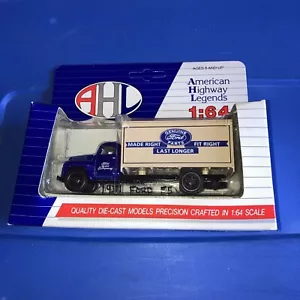 AGES 8 AND UP
AHL
American
Highway
Legends
1:64
GENUINE
Ford
PARTS
MADE RIGHT
FIT RIGHT
LAST LONGER
QUALITY DIE-CAST MODELS PRECISION CRAFTED IN 1:64 SCALE